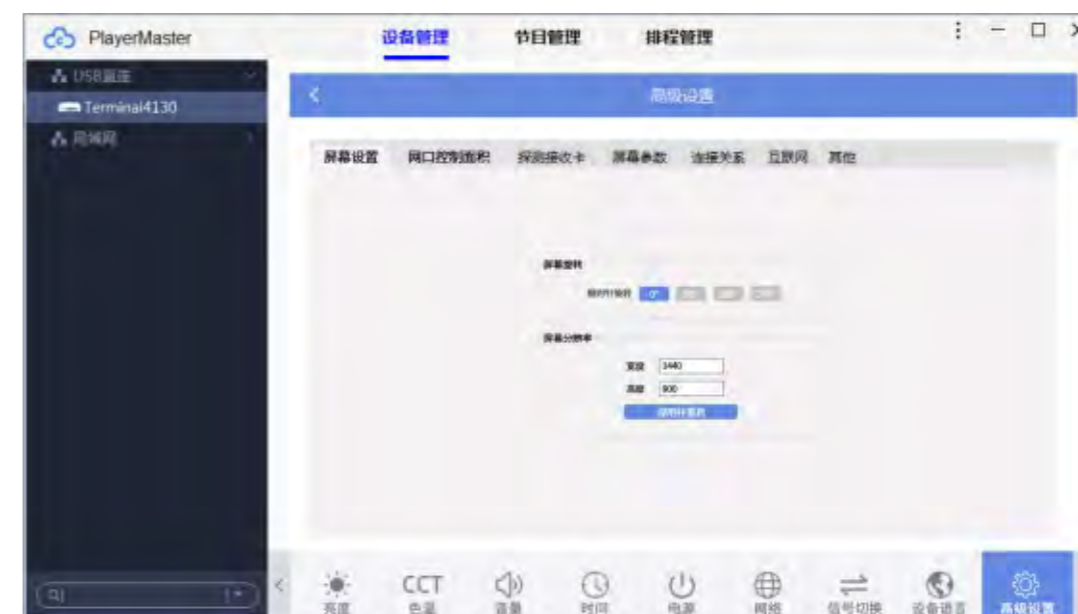 PlayerMaster
设备管理 节目管理 排程管理
USB直连
Terminal4130
局域网
高级设置
屏幕设置 网口控制面积 探测接收卡 屏幕参数 连接关系 互联网 其他
屏幕旋转
顺时针旋转 0°
屏幕分辨率
宽度 3440
高度 900
CCT
亮度 色温 音量 时间 电源 网络 信号切换 设备语言 高级设置